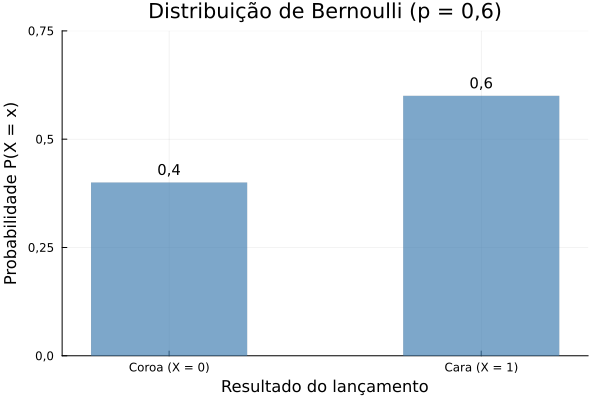 Distribuição de Bernoulli (p = 0,6)
Probabilidade P(X = x)
0,75
0,5
0,25
0,0
0,4
0,6
Coroa (X = 0)
Cara (X = 1)
Resultado do lançamento